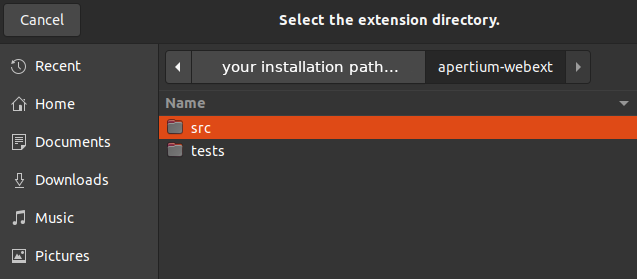 Cancel
Select the extension directory.
Recent
Home
Documents
Downloads
Music
Pictures
your installation path...
apertium-webext
Name
src
tests